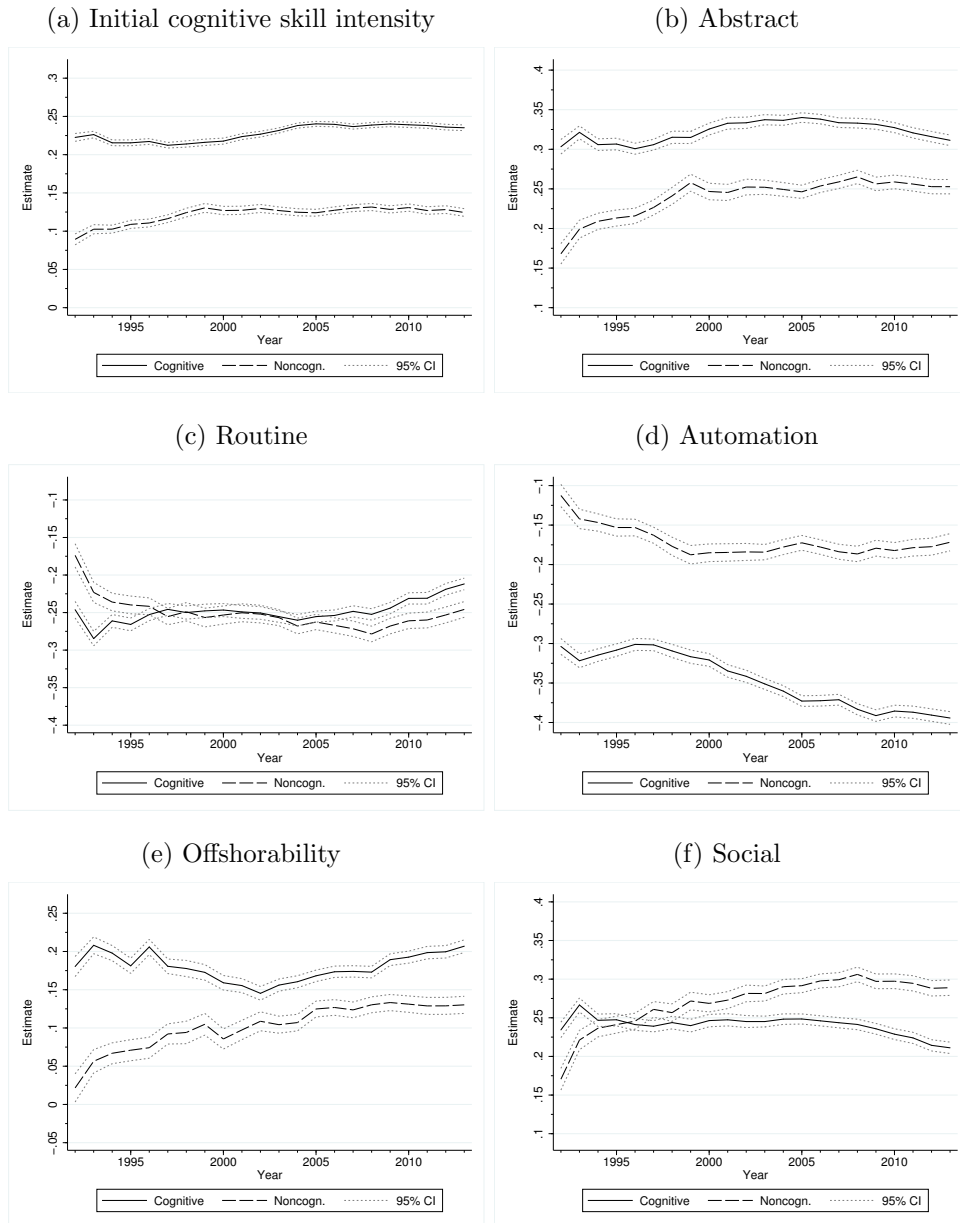 (a) Initial cognitive skill intensity
.3
.25
.2
.15
.1
.05
0
Estimate
1995 2000 2005 2010
Year
Cognitive Noncogn. 95% CI
(b) Abstract
.4
.35
.3
.25
.2
.15
.1
Estimate
1995 2000 2005 2010
Year
Cognitive Noncogn. 95% CI
(c) Routine
-.1
-.15
-.2
-.25
-.3
-.35
-.4
Estimate
1995 2000 2005 2010
Year
Cognitive Noncogn. 95% CI
(d) Automation
-.1
-.15
-.2
-.25
-.3
-.35
-.4
Estimate
1995 2000 2005 2010
Year
Cognitive Noncogn. 95% CI
(e) Offshorability
.25
.2
.15
.1
.05
0
-.05
Estimate
1995 2000 2005 2010
Year
Cognitive Noncogn. 95% CI
(f) Social
.4
.35
.3
.25
.2
.15
.1
Estimate
1995 2000 2005 2010
Year
Cognitive Noncogn. 95% CI